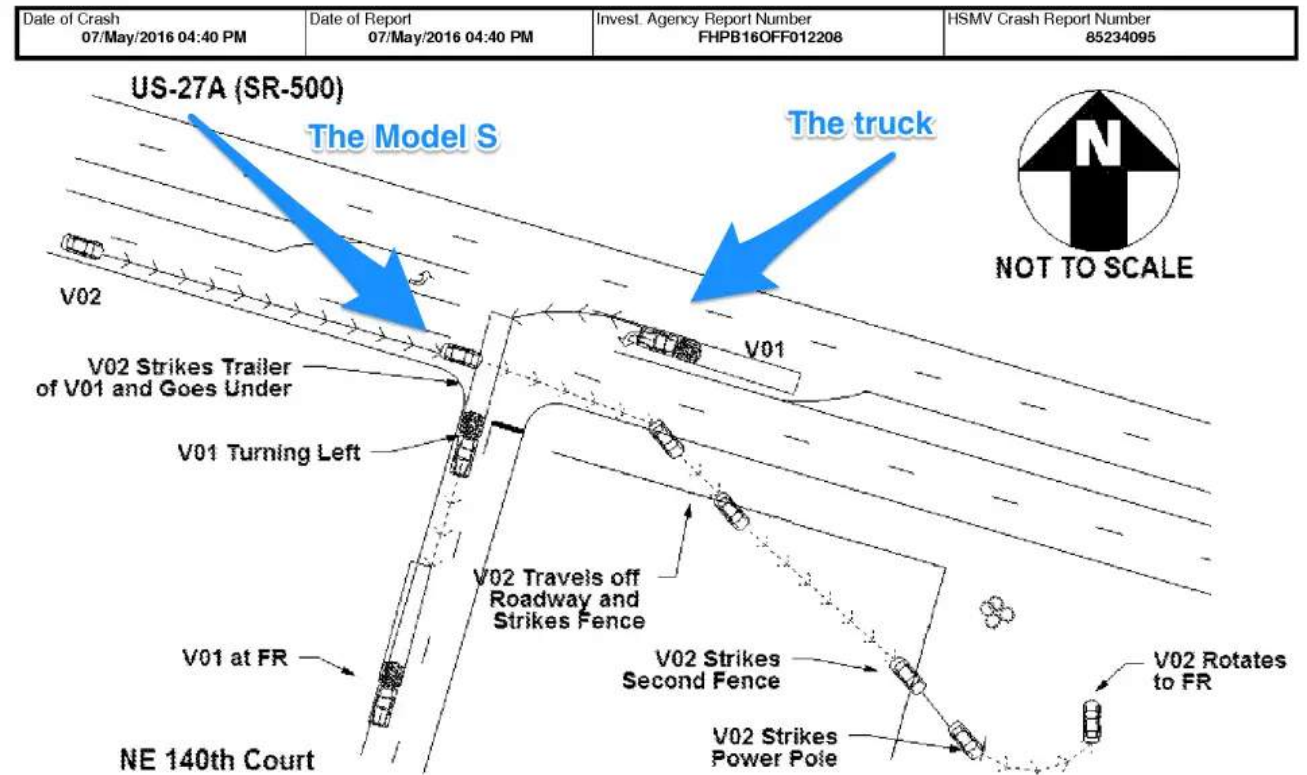 Date of Crash
07/May/2016 04:40 PM
Date of Report
07/May/2016 04:40 PM
Invest. Agency Report Number
FHPB16OFF012208
HSMV Crash Report Number
85234095
US-27A (SR-500)
The Model S
The truck
N
NOT TO SCALE
V02
V01
V02 Strikes Trailer
of V01 and Goes Under
V01 Turning Left
V02 Travels off
Roadway and
Strikes Fence
V01 at FR
V02 Strikes
Second Fence
V02 Rotates
to FR
V02 Strikes
Power Pole
NE 140th Court